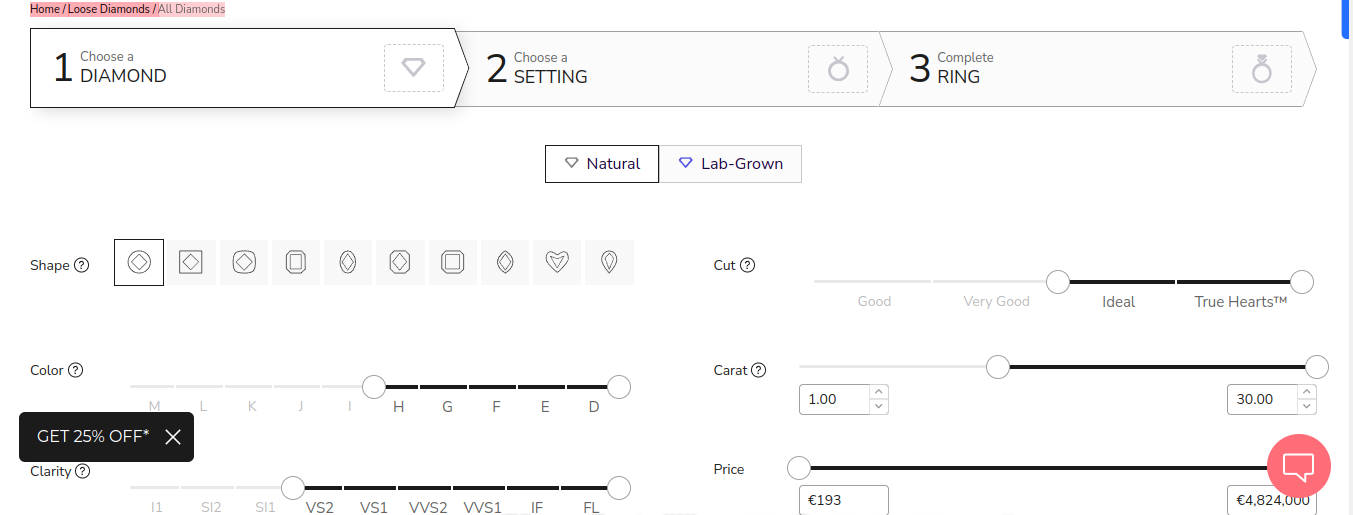 Home / Loose Diamonds / All Diamonds
1 Choose a DIAMOND
2 Choose a SETTING
3 Complete RING
Natural
Lab-Grown
Shape ?
Cut ?
Good Very Good Ideal True Hearts™
Color ?
M L K J I H G F E D
Carat ?
1.00
30.00
GET 25% OFF*
Clarity ?
I1 SI2 SI1 VS2 VS1 VVS2 VVS1 IF FL
Price
€193
€4,824,000